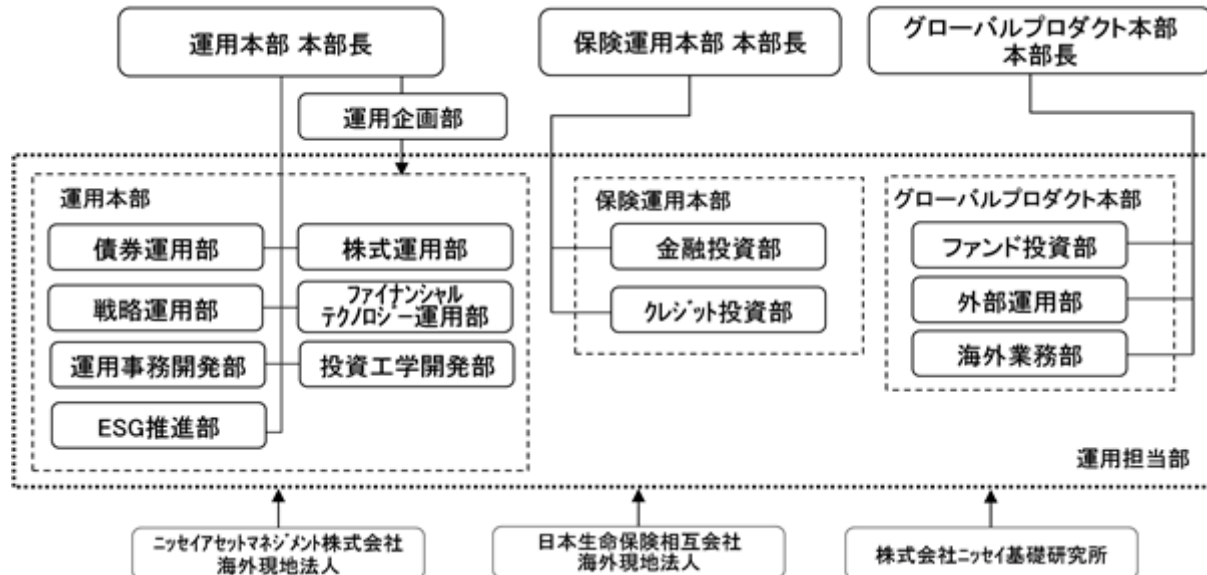 運用本部 本部長
保険運用本部 本部長
グローバルプロダクト本部
本部長
運用企画部
運用本部
債券運用部
株式運用部
戦略運用部
ファイナンシャル
テクノロジー運用部
運用事務開発部
投資工学開発部
ESG推進部
保険運用本部
金融投資部
クレジット投資部
グローバルプロダクト本部
ファンド投資部
外部運用部
海外業務部
運用担当部
ニッセイアセットマネジメント株式会社
海外現地法人
日本生命保険相互会社
海外現地法人
株式会社ニッセイ基礎研究所